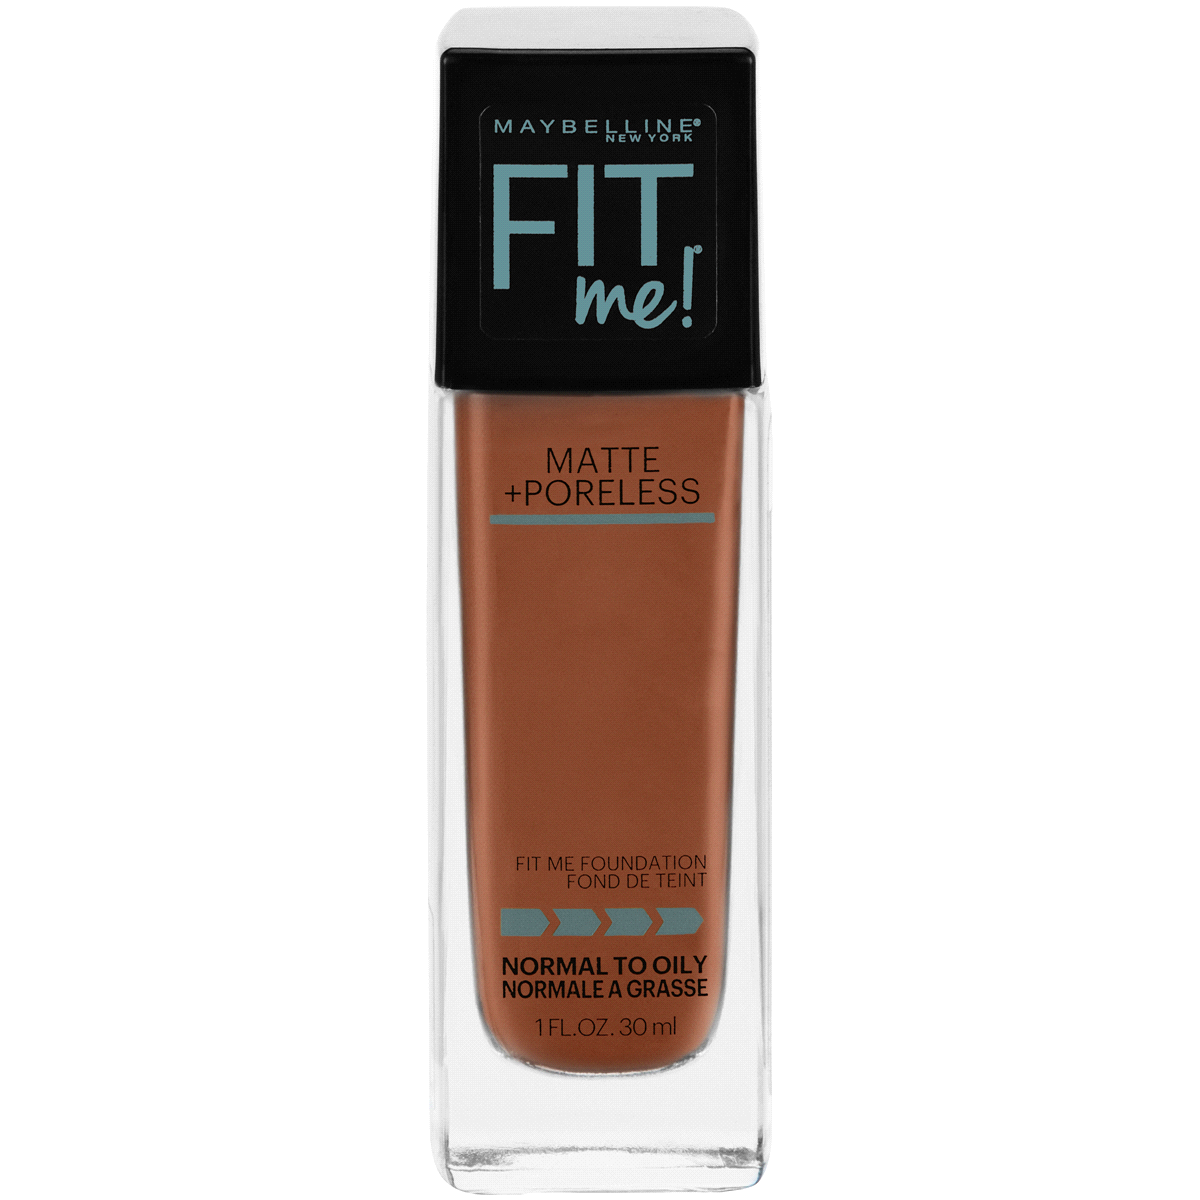 MAYBELLINE®
NEW YORK
FIT
me!®
MATTE
+PORELESS
FIT ME FOUNDATION
FOND DE TEINT
NORMAL TO OILY
NORMALE A GRASSE
1 FL.OZ. 30 ml